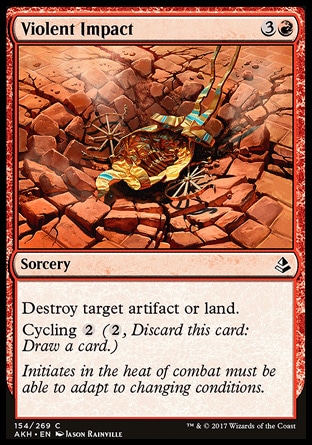 Violent Impact 3
Sorcery
Destroy target artifact or land.
Cycling 2 (2, Discard this card:
Draw a card.)
Initiates in the heat of combat must
be able to adapt to changing conditions.
154/269 C
AKH • EN Jason Rainville ™ & © 2017 Wizards of the Coast